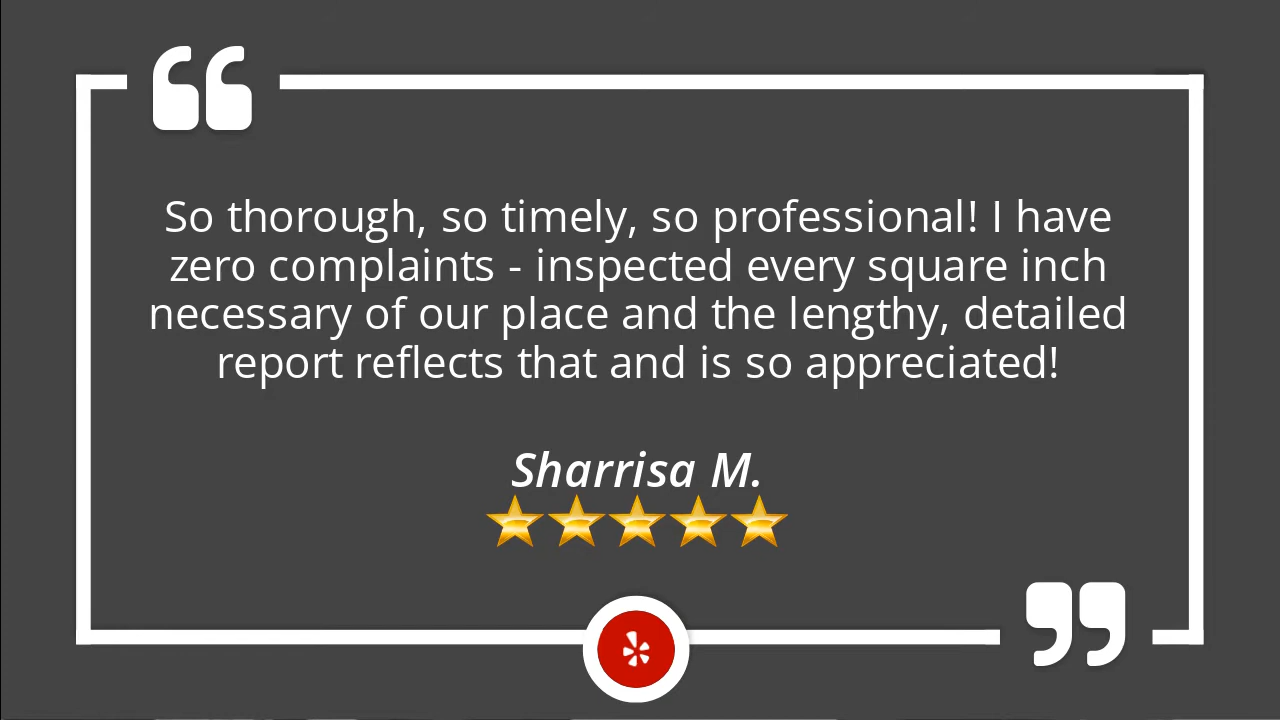 So thorough, so timely, so professional! I have
zero complaints - inspected every square inch
necessary of our place and the lengthy, detailed
report reflects that and is so appreciated!
Sharrisa M.